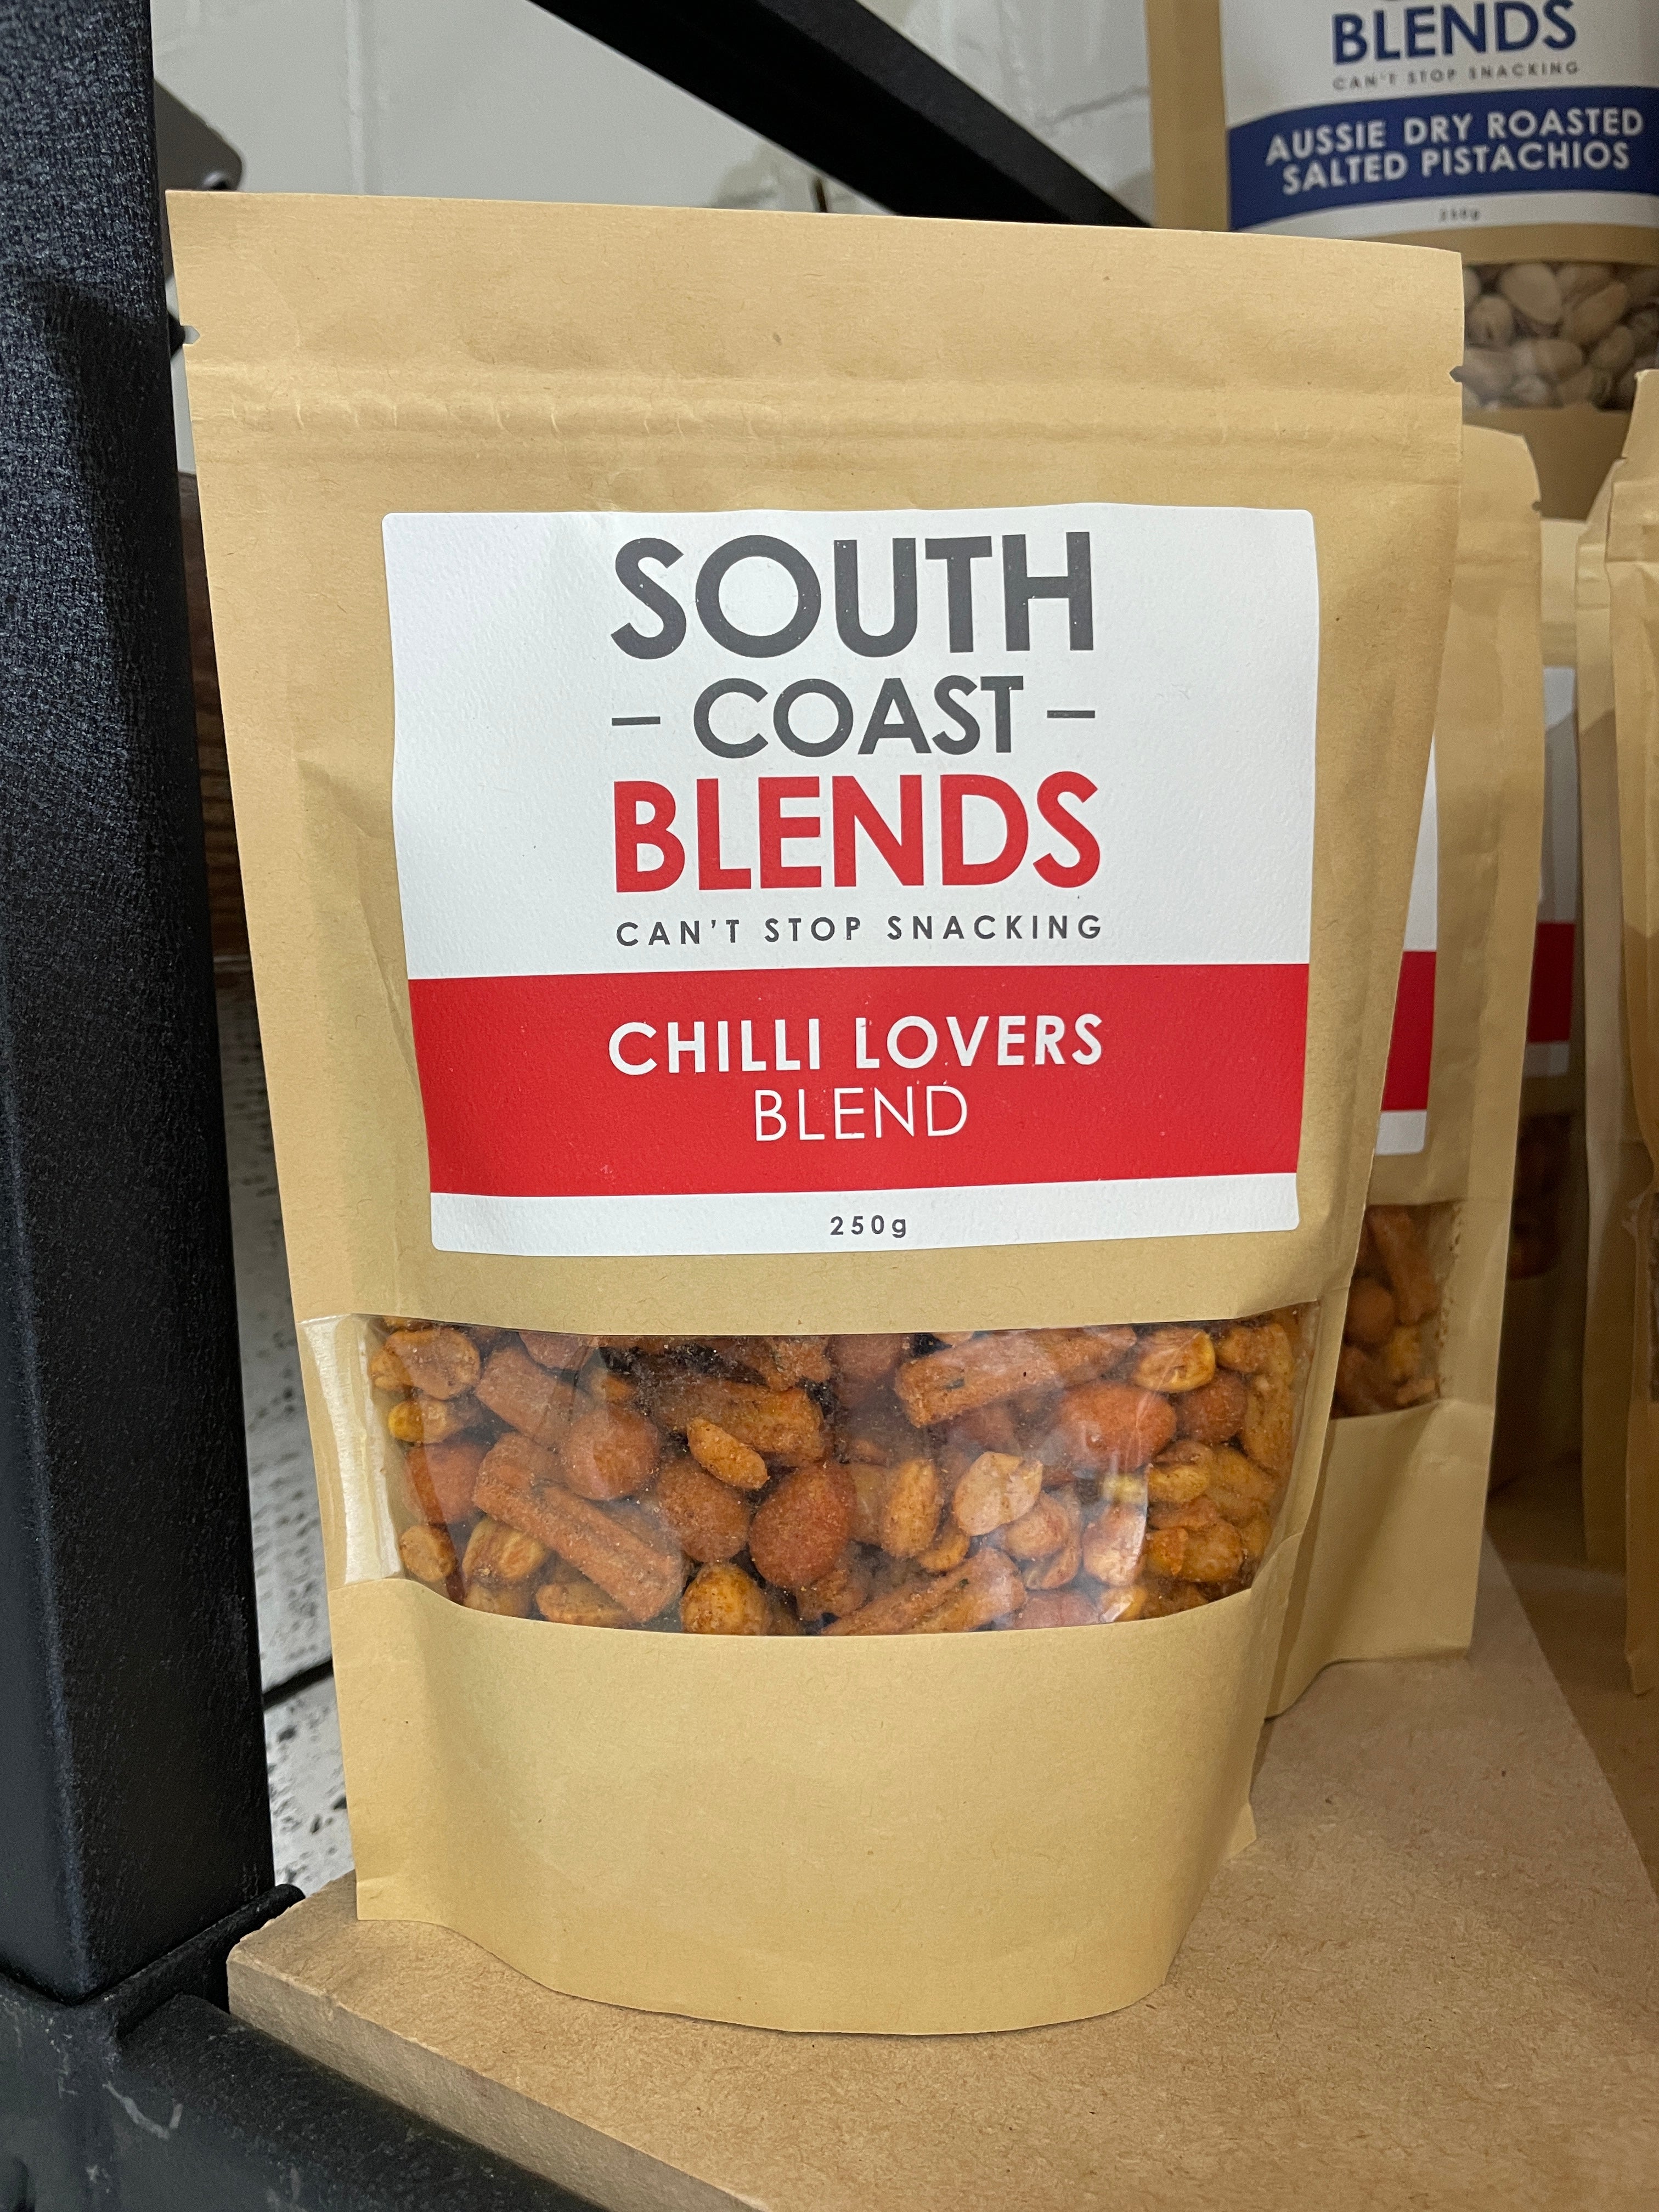 BLENDS
CAN'T STOP SNACKING
AUSSIE DRY ROASTED
SALTED PISTACHIOS
250g
SOUTH
– COAST –
BLENDS
CAN'T STOP SNACKING
CHILLI LOVERS
BLEND
250g